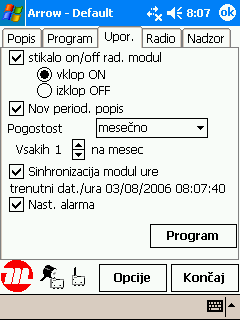 Arrow - Default 8:07 ok
Popis Program Upor. Radio Nadzor
stikalo on/off rad. modul
vklop ON
izklop OFF
Nov period. popis
Pogostost mesečno
Vsakih 1 na mesec
Sinhronizacija modul ure
trenutni dat./ura 03/08/2006 08:07:40
Nast. alarma
Program
Opcije Končaj